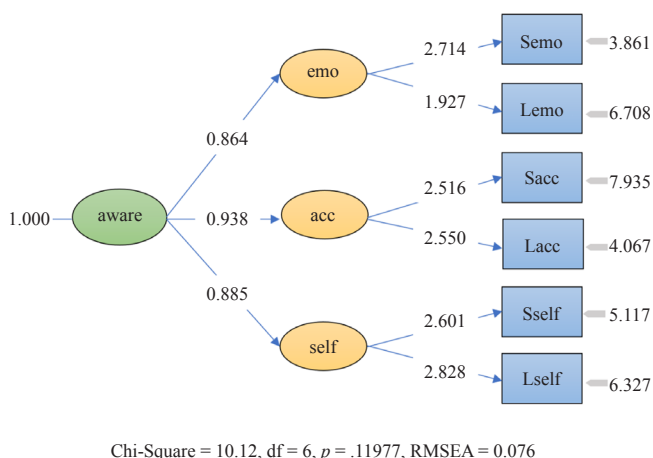 Semo
3.861
2.714
emo
1.927
Lemo
6.708
0.864
Sacc
7.935
2.516
1.000
aware
0.938
acc
2.550
Lacc
4.067
0.885
Sself
5.117
2.601
self
2.828
Lself
6.327
Chi-Square = 10.12, df = 6, p = .11977, RMSEA = 0.076